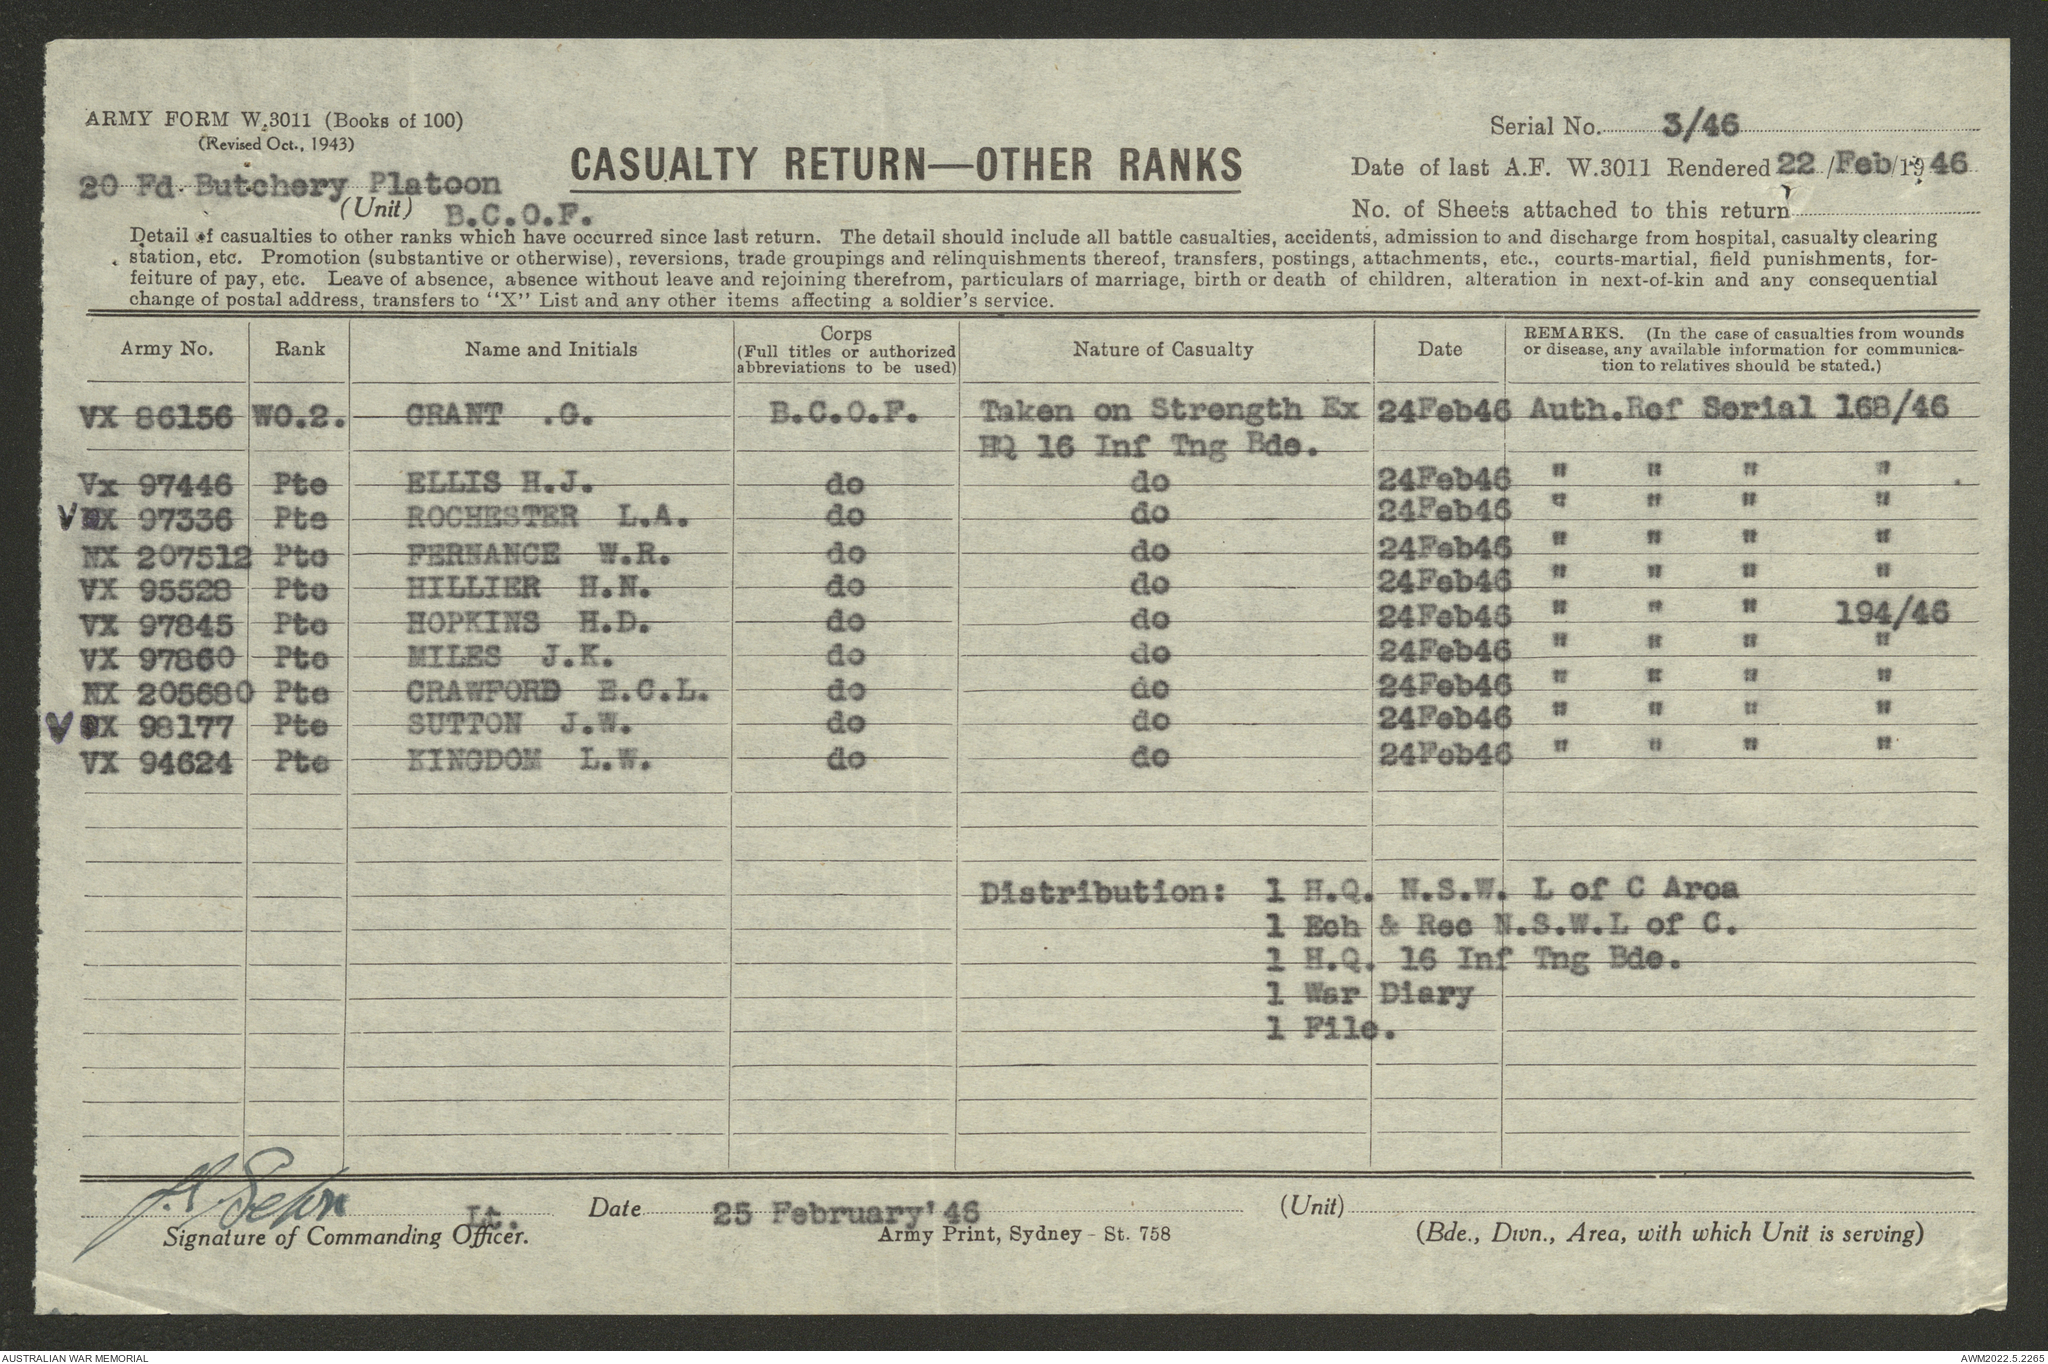 ARMY FORM W.3011 (Books of 100)
(Revised Oct., 1943)
Serial No. 3/46
CASUALTY RETURN—OTHER RANKS
Date of last A.F. W.3011 Rendered 22 /Feb/19 46
20 Fd. Butchery Platoon
(Unit) B.C.O.F.
No. of Sheets attached to this return
Detail of casualties to other ranks which have occurred since last return. The detail should include all battle casualties, accidents, admission to and discharge from hospital, casualty clearing
station, etc. Promotion (substantive or otherwise), reversions, trade groupings and relinquishments thereof, transfers, postings, attachments, etc., courts-martial, field punishments, for-
feiture of pay, etc. Leave of absence, absence without leave and rejoining therefrom, particulars of marriage, birth or death of children, alteration in next-of-kin and any consequential
change of postal address, transfers to "X" List and any other items affecting a soldier's service.
Army No. Rank Name and Initials Corps (Full titles or authorized abbreviations to be used) Nature of Casualty Date REMARKS. (In the case of casualties from wounds or disease, any available information for communica-tion to relatives should be stated.)
VX 86156 WO.2. GRANT .G. B.C.O.F. Taken on Strength Ex 24Feb46 Auth.Ref Serial 168/46
HQ 16 Inf Tng Bde.
Vx 97446 Pte ELLIS H.J. do do 24Feb46 " " " "
VX 97336 Pte ROCHESTER L.A. do do 24Feb46 " " " "
NX 207512 Pte FERNANCE W.R. do do 24Feb46 " " " "
VX 95528 Pte HILLIER H.N. do do 24Feb46 " " " "
VX 97845 Pte HOPKINS H.D. do do 24Feb46 " " " 194/46
VX 97860 Pte MILES J.K. do do 24Feb46 " " " "
NX 205680 Pte CRAWFORD E.C.L. do do 24Feb46 " " " "
VX 98177 Pte SUTTON J.W. do do 24Feb46 " " " "
VX 94624 Pte KINGDOM L.W. do do 24Feb46 " " " "
Distribution: 1 H.Q. N.S.W. L of C Area
1 Ech & Rec N.S.W.L of C.
1 H.Q. 16 Inf Tng Bde.
1 War Diary
1 File.
Lt. Date 25 February'46 (Unit)
Signature of Commanding Officer. Army Print, Sydney - St. 758 (Bde., Divn., Area, with which Unit is serving)
AUSTRALIAN WAR MEMORIAL AWM2022.5.2265